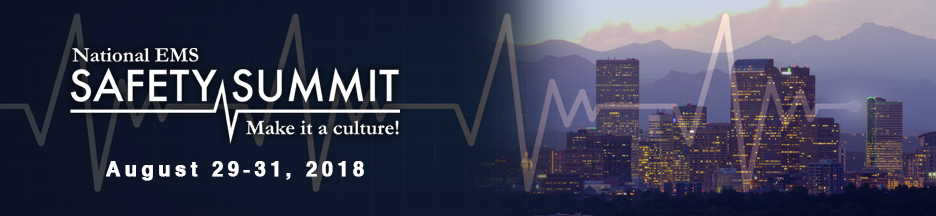 National EMS
SAFETY SUMMIT
Make it a culture!
August 29-31, 2018